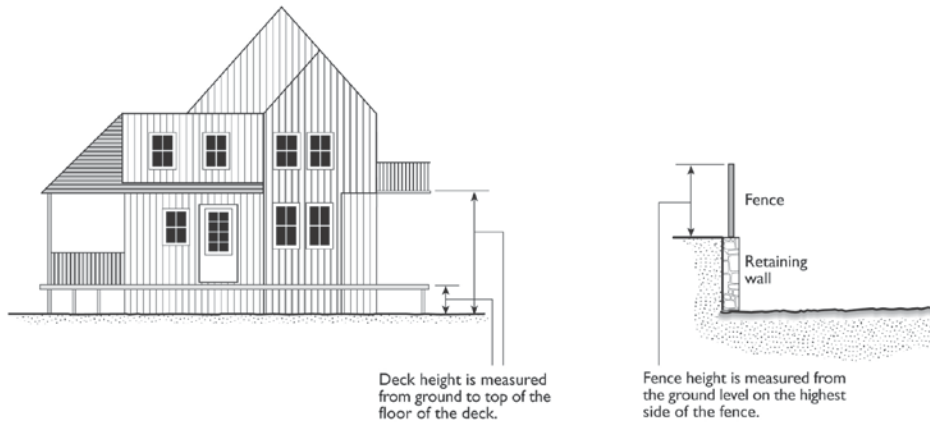 Fence
Retaining
wall
Deck height is measured
from ground to top of the
floor of the deck.
Fence height is measured from
the ground level on the highest
side of the fence.